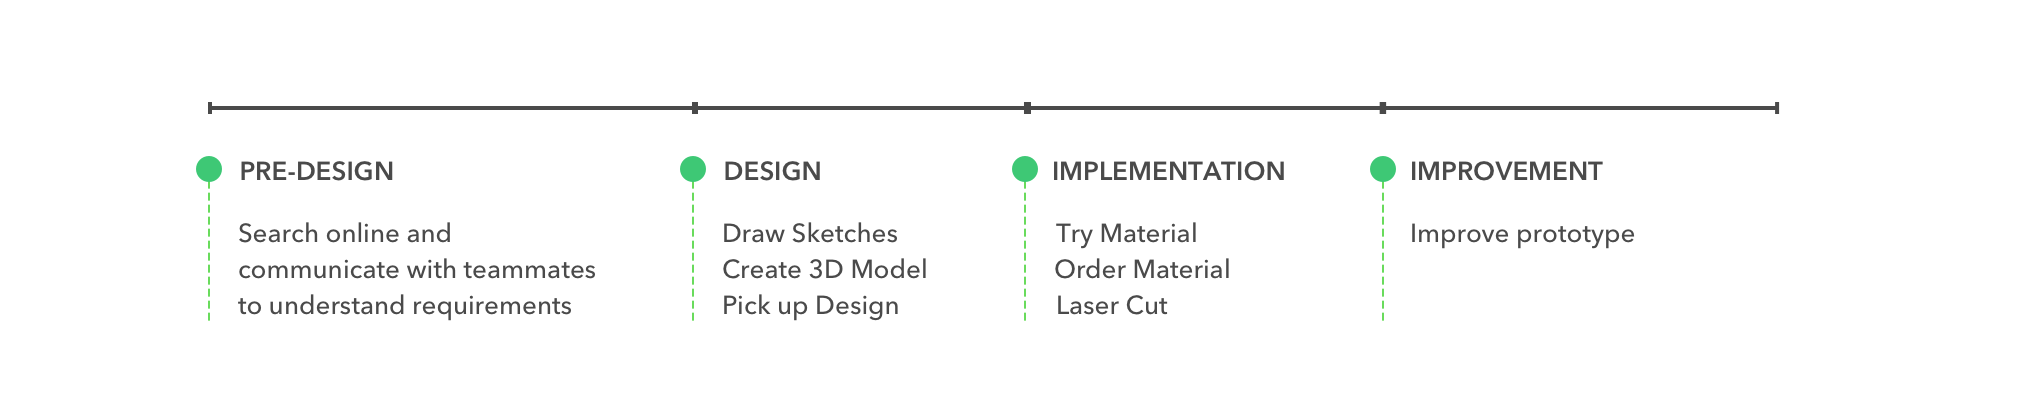 PRE-DESIGN
Search online and
communicate with teammates
to understand requirements
DESIGN
Draw Sketches
Create 3D Model
Pick up Design
IMPLEMENTATION
Try Material
Order Material
Laser Cut
IMPROVEMENT
Improve prototype